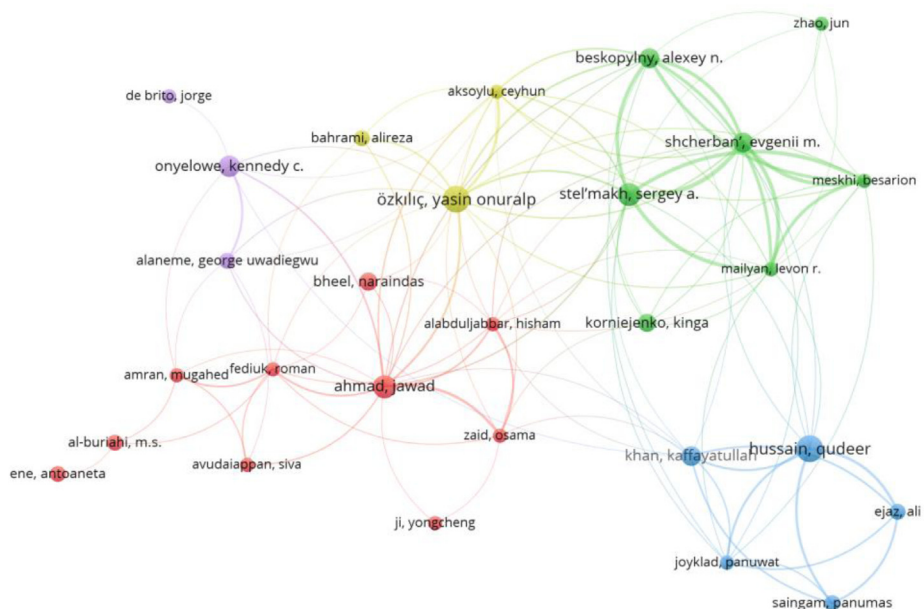 zhao, jun
beskopylny, alexey n.
aksoylu, ceyhun
de brito, jorge
bahrami, alireza
shcherban', evgenii m.
onyelowe, kennedy c.
meskhi, besarion
özkılıç, yasin onuralp
stel'makh, sergey a.
alaneme, george uwadiegwu
mailyan, levon r.
bheel, naraindas
alabduljabbar, hisham
korniejenko, kinga
amran, mugahed
fediuk, roman
ahmad, jawad
zaid, osama
al-buriahi, m.s.
hussain, qudeer
khan, kaffayatullah
avudaiappan, siva
ene, antoaneta
ejaz, ali
ji, yongcheng
joyklad, panuwat
saingam, panumas